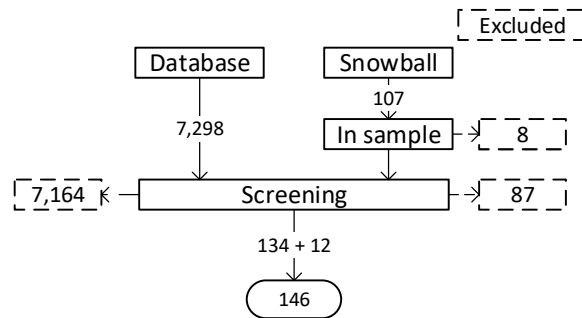 Excluded
Database
Snowball
107
7,298
In sample
8
7,164
Screening
87
134 + 12
146